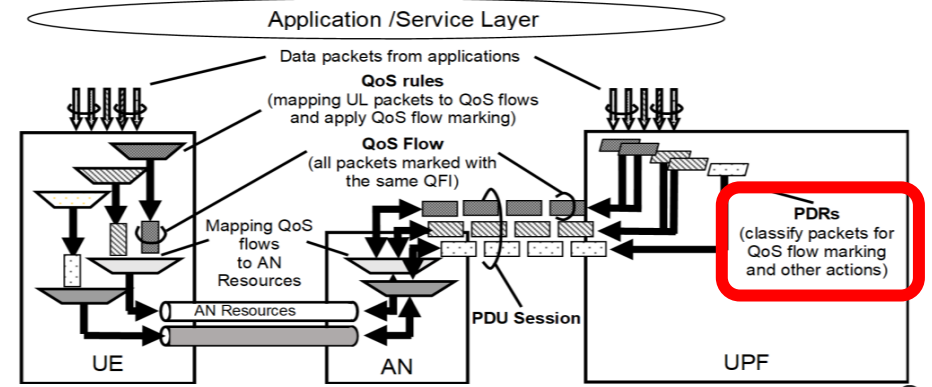 Application /Service Layer
Data packets from applications
QoS rules
(mapping UL packets to QoS flows
and apply QoS flow marking)
QoS Flow
(all packets marked with
the same QFI)
Mapping QoS
flows
to AN
Resources
PDRs
(classify packets for
QoS flow marking
and other actions)
AN Resources
PDU Session
UE
AN
UPF